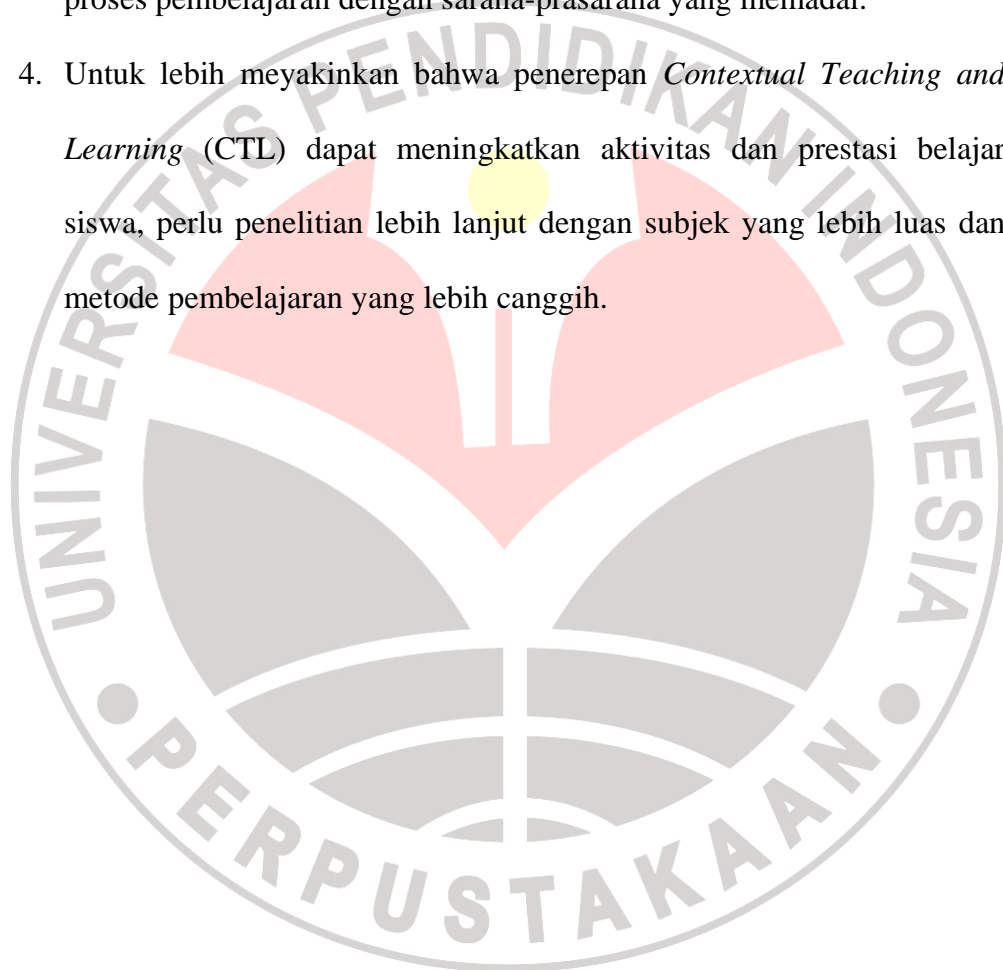 proses pembelajaran dengan sarana-prasarana yang memadai.
4. Untuk lebih meyakinkan bahwa penerepan Contextual Teaching and
Learning (CTL) dapat meningkatkan aktivitas dan prestasi belajar
siswa, perlu penelitian lebih lanjut dengan subjek yang lebih luas dan
metode pembelajaran yang lebih canggih.
UNIVERSITAS PENDIDIKAN INDONESIA
PERPUSTAKAAN